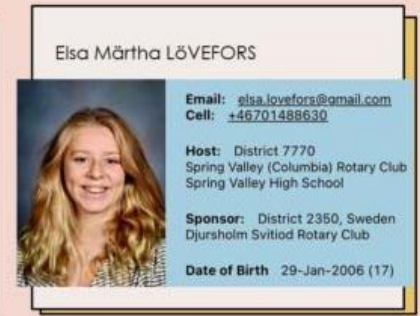 Elsa Märtha LöVEFORS
Email: elsa.lovefors@gmail.com
Cell: +46701488630
Host: District 7770
Spring Valley (Columbia) Rotary Club
Spring Valley High School
Sponsor: District 2350, Sweden
Djursholm Svitiod Rotary Club
Date of Birth 29-Jan-2006 (17)